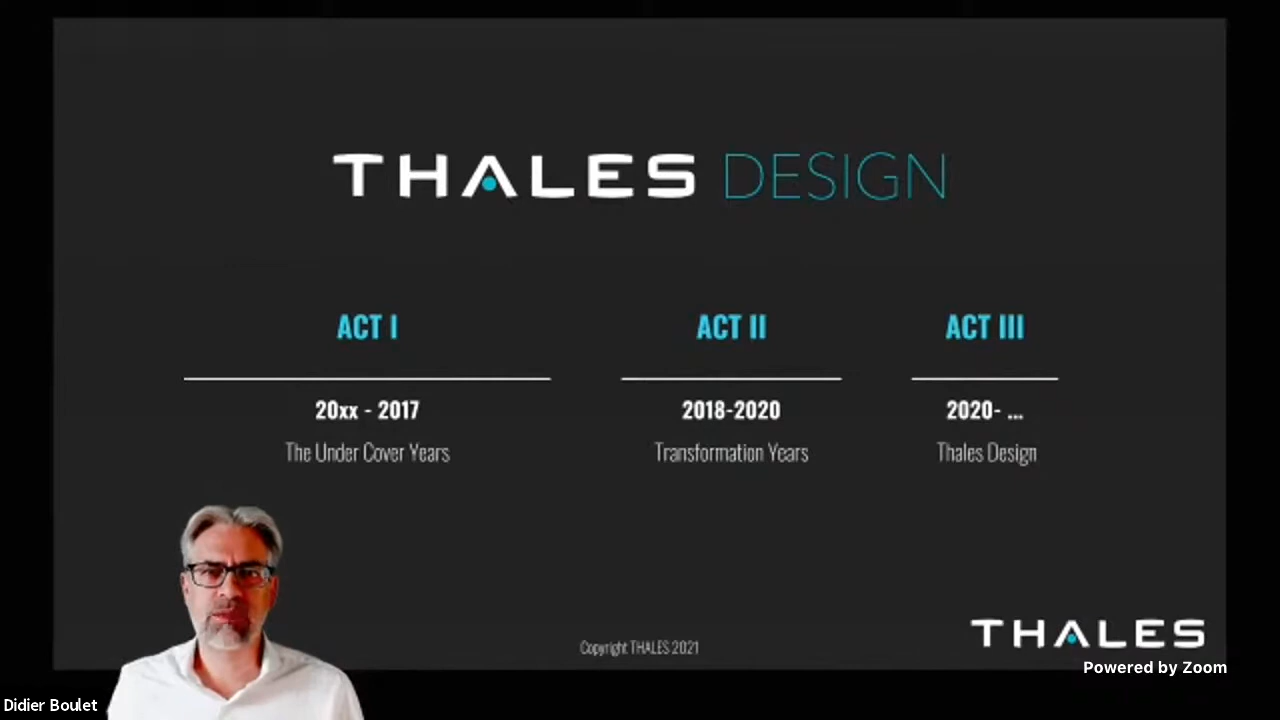 THALES DESIGN
ACT I
ACT II
ACT III
20xx - 2017
2018-2020
2020- ...
The Under Cover Years
Transformation Years
Thales Design
Copyright THALES 2021
THALES
Powered by Zoom
Didier Boulet